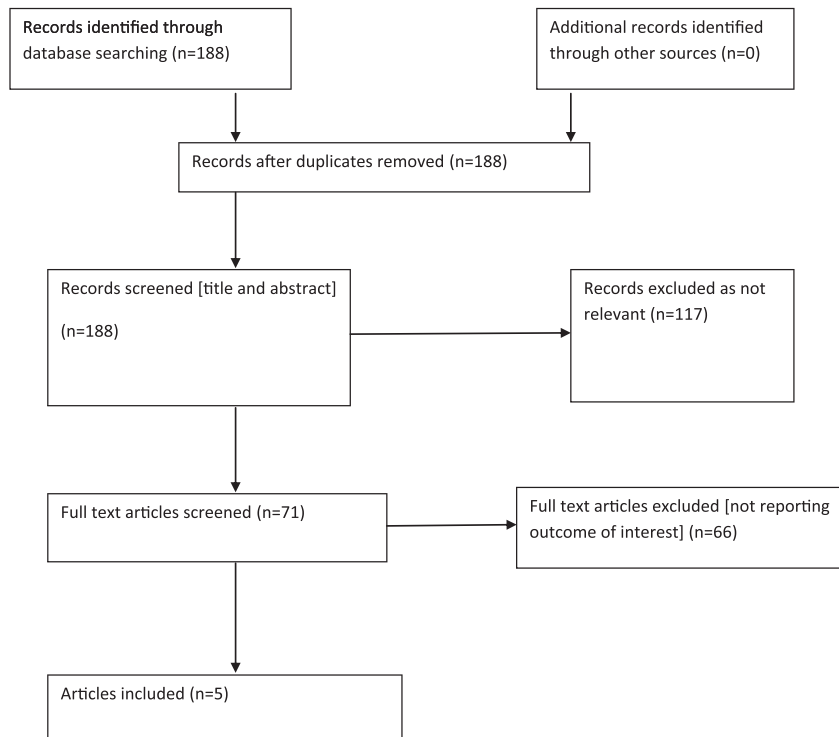 Records identified through
database searching (n=188)
Additional records identified
through other sources (n=0)
Records after duplicates removed (n=188)
Records screened [title and abstract]
(n=188)
Records excluded as not
relevant (n=117)
Full text articles screened (n=71)
Full text articles excluded [not reporting
outcome of interest] (n=66)
Articles included (n=5)